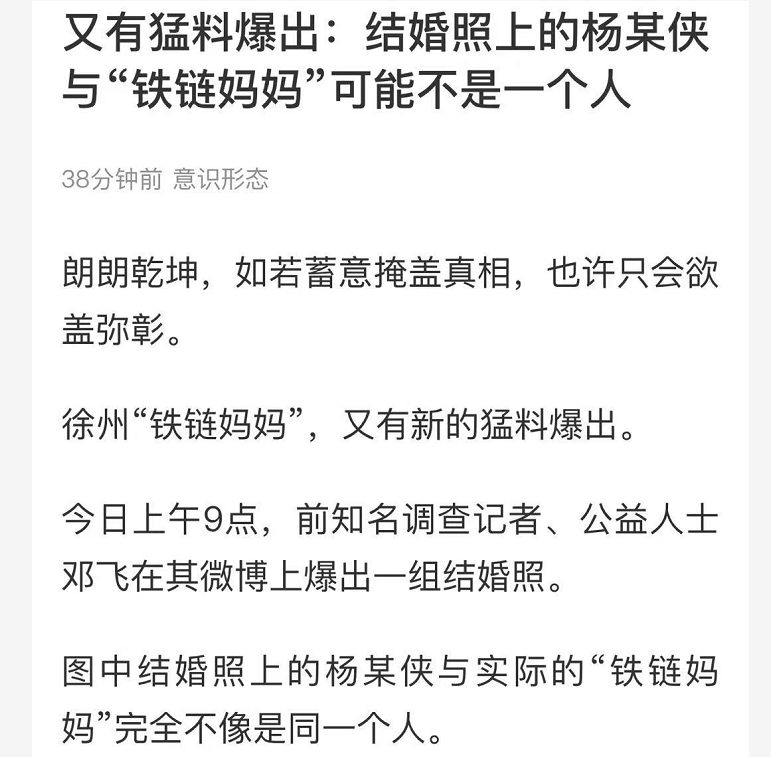 又有猛料爆出：结婚照上的杨某侠
与“铁链妈妈”可能不是一个人
38分钟前 意识形态
朗朗乾坤，如若蓄意掩盖真相，也许只会欲
盖弥彰。
徐州“铁链妈妈”，又有新的猛料爆出。
今日上午9点，前知名调查记者、公益人士
邓飞在其微博上爆出一组结婚照。
图中结婚照上的杨某侠与实际的“铁链妈
妈”完全不像是同一个人。